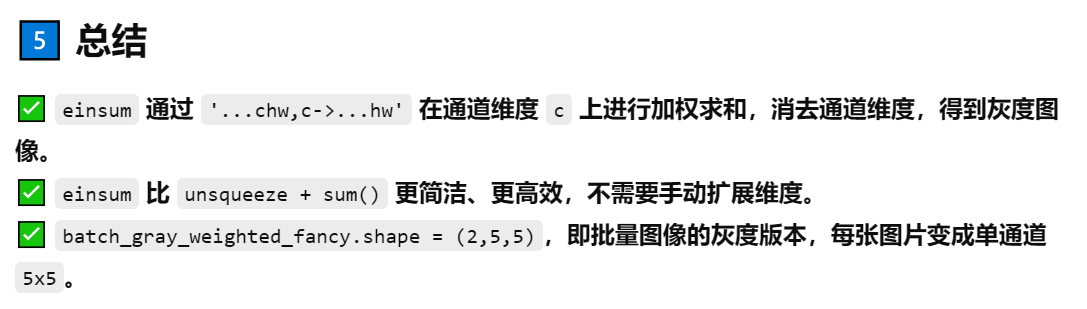 5 总结
✅ einsum 通过 '...chw,c->...hw' 在通道维度 c 上进行加权求和，消去通道维度，得到灰度图
像。
✅ einsum 比 unsqueeze + sum() 更简洁、更高效，不需要手动扩展维度。
✅ batch_gray_weighted_fancy.shape = (2,5,5)，即批量图像的灰度版本，每张图片变成单通道
5x5。